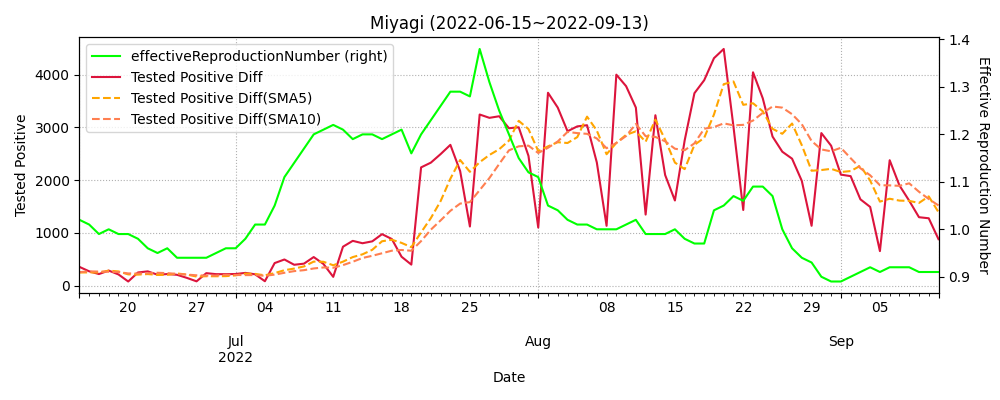 Miyagi (2022-06-15~2022-09-13)
effectiveReproductionNumber (right)
Tested Positive Diff
Tested Positive Diff(SMA5)
Tested Positive Diff(SMA10)
Tested Positive
4000
3000
2000
1000
0
1.4
1.3
1.2
1.1
1.0
0.9
Effective Reproduction Number
20 27 04 11 18 25 08 15 22 29 05
Jul Aug Sep
2022
Date